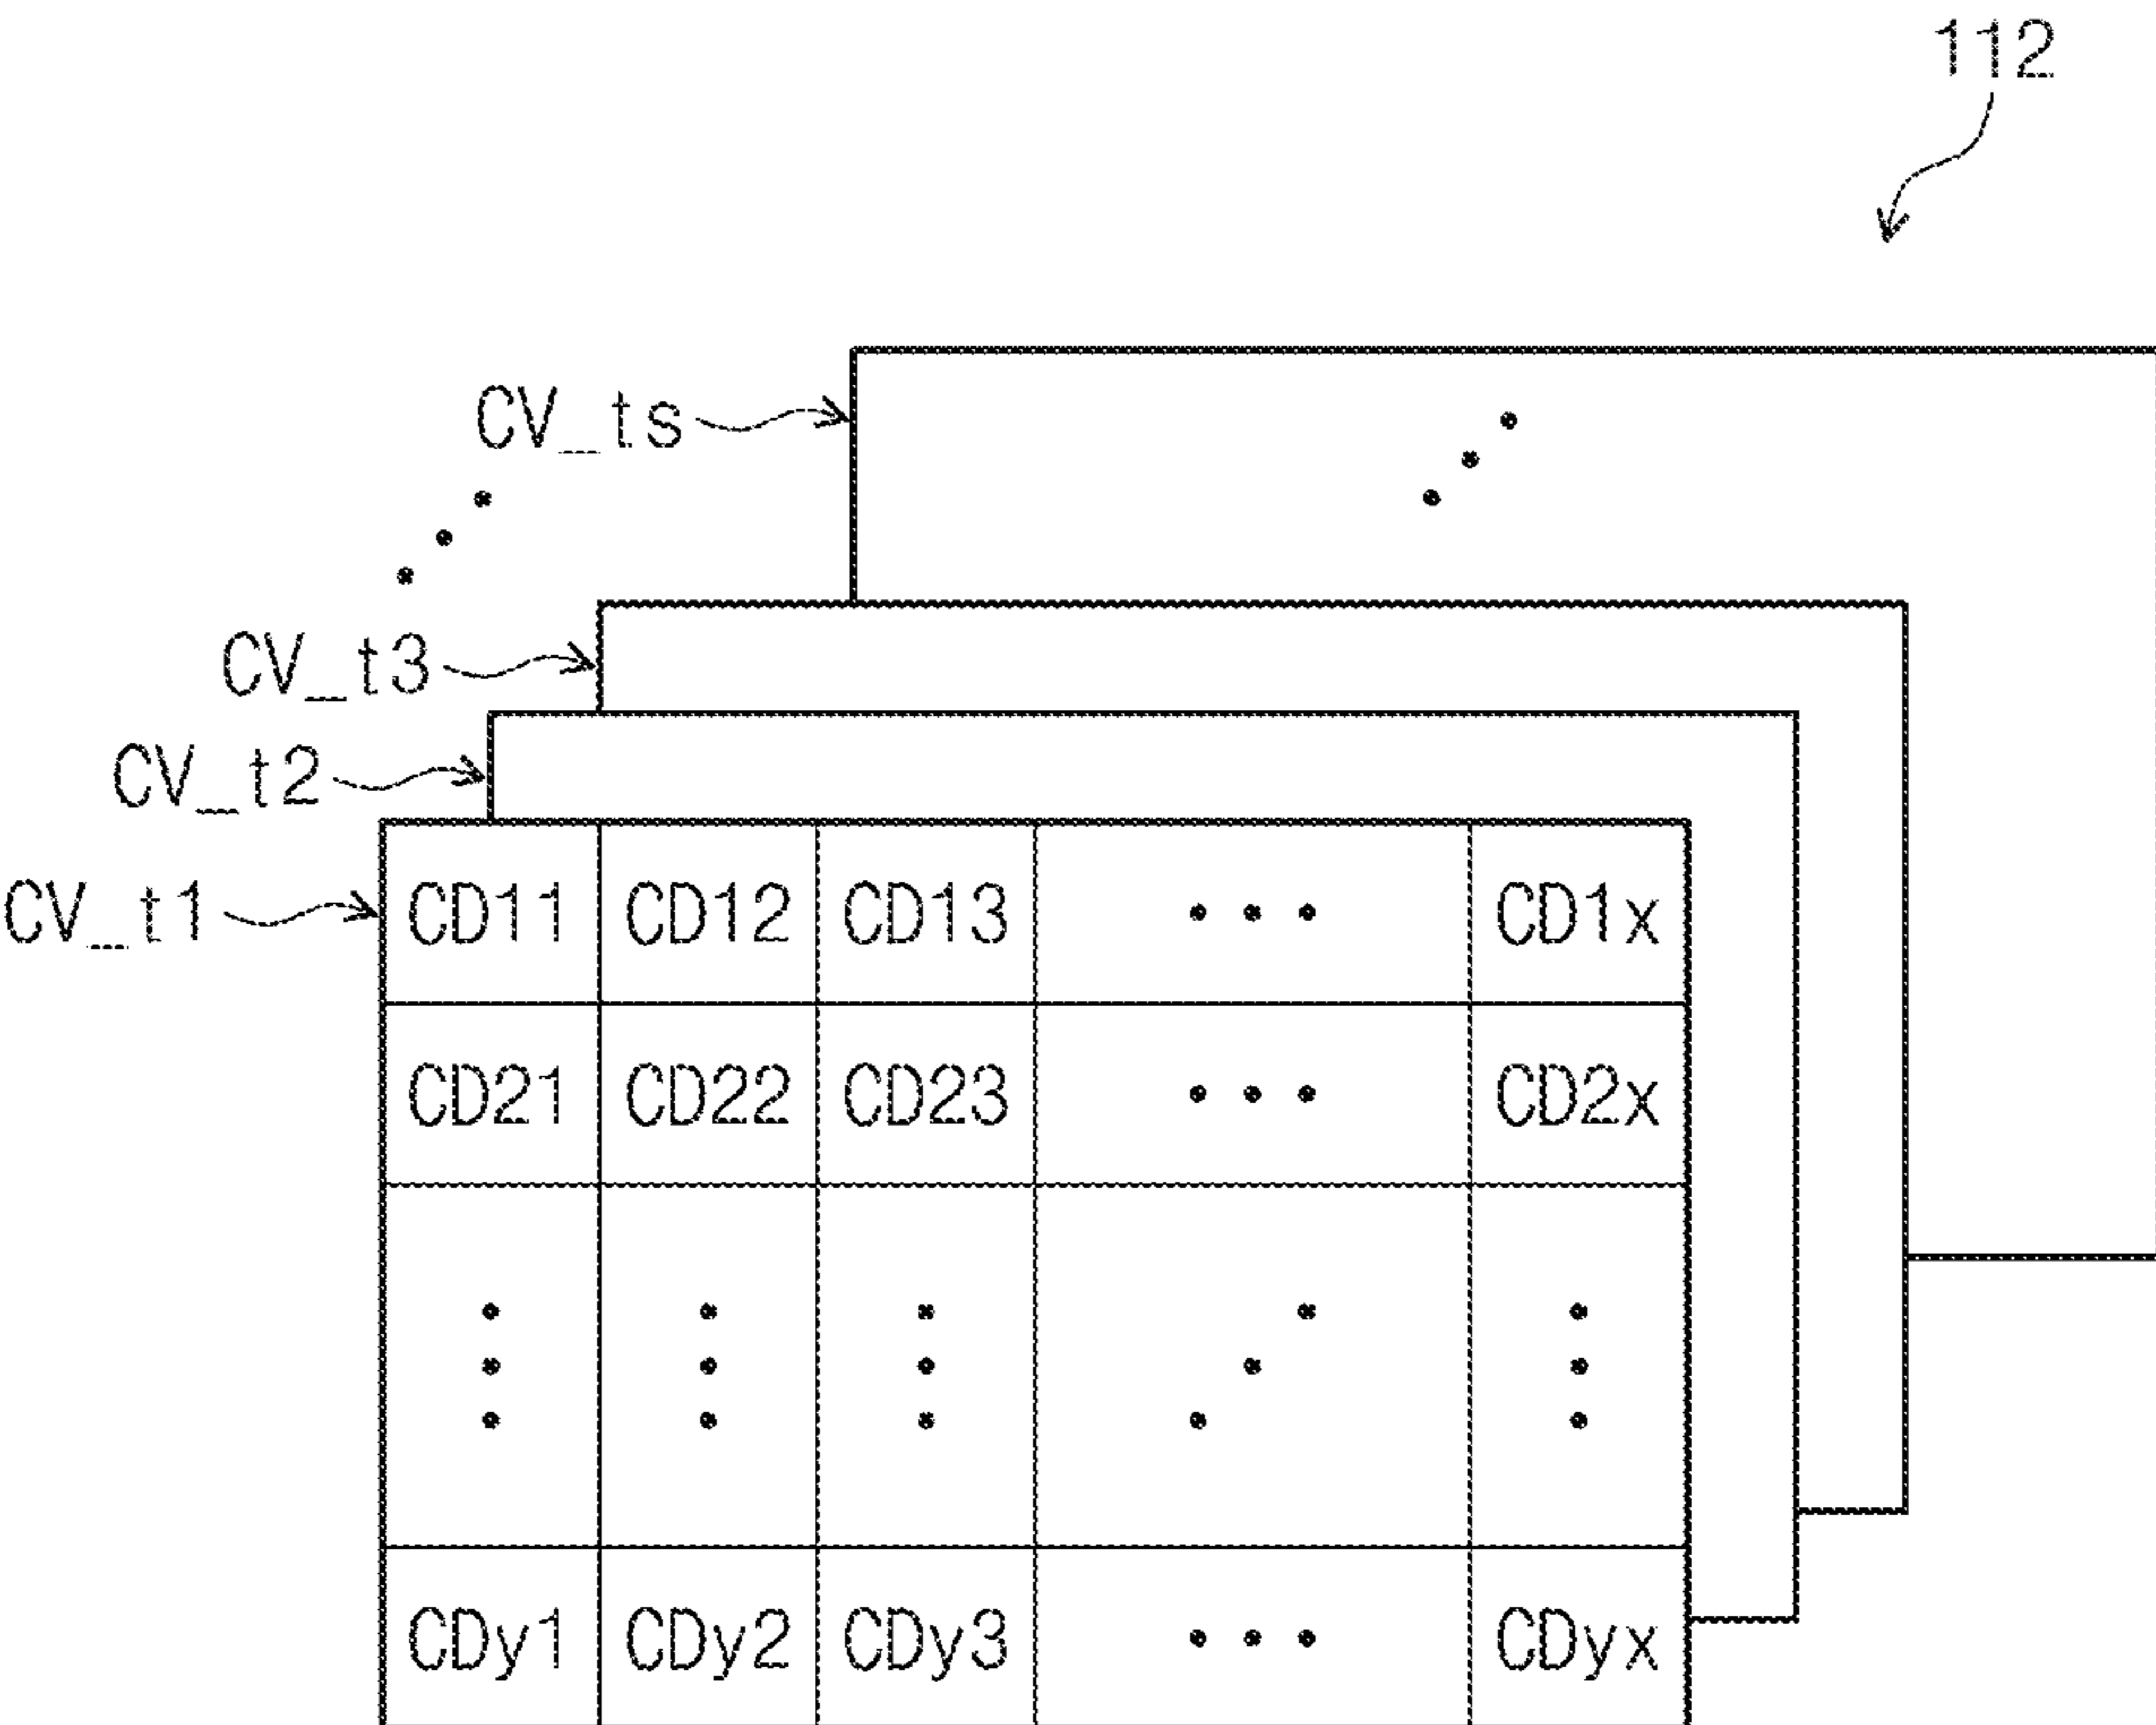 112
CV_ts
CV_t3
CV_t2
CV_t1
CD11 CD12 CD13 ••• CD1x
CD21 CD22 CD23 ••• CD2x
CDy1 CDy2 CDy3 ••• CDyx